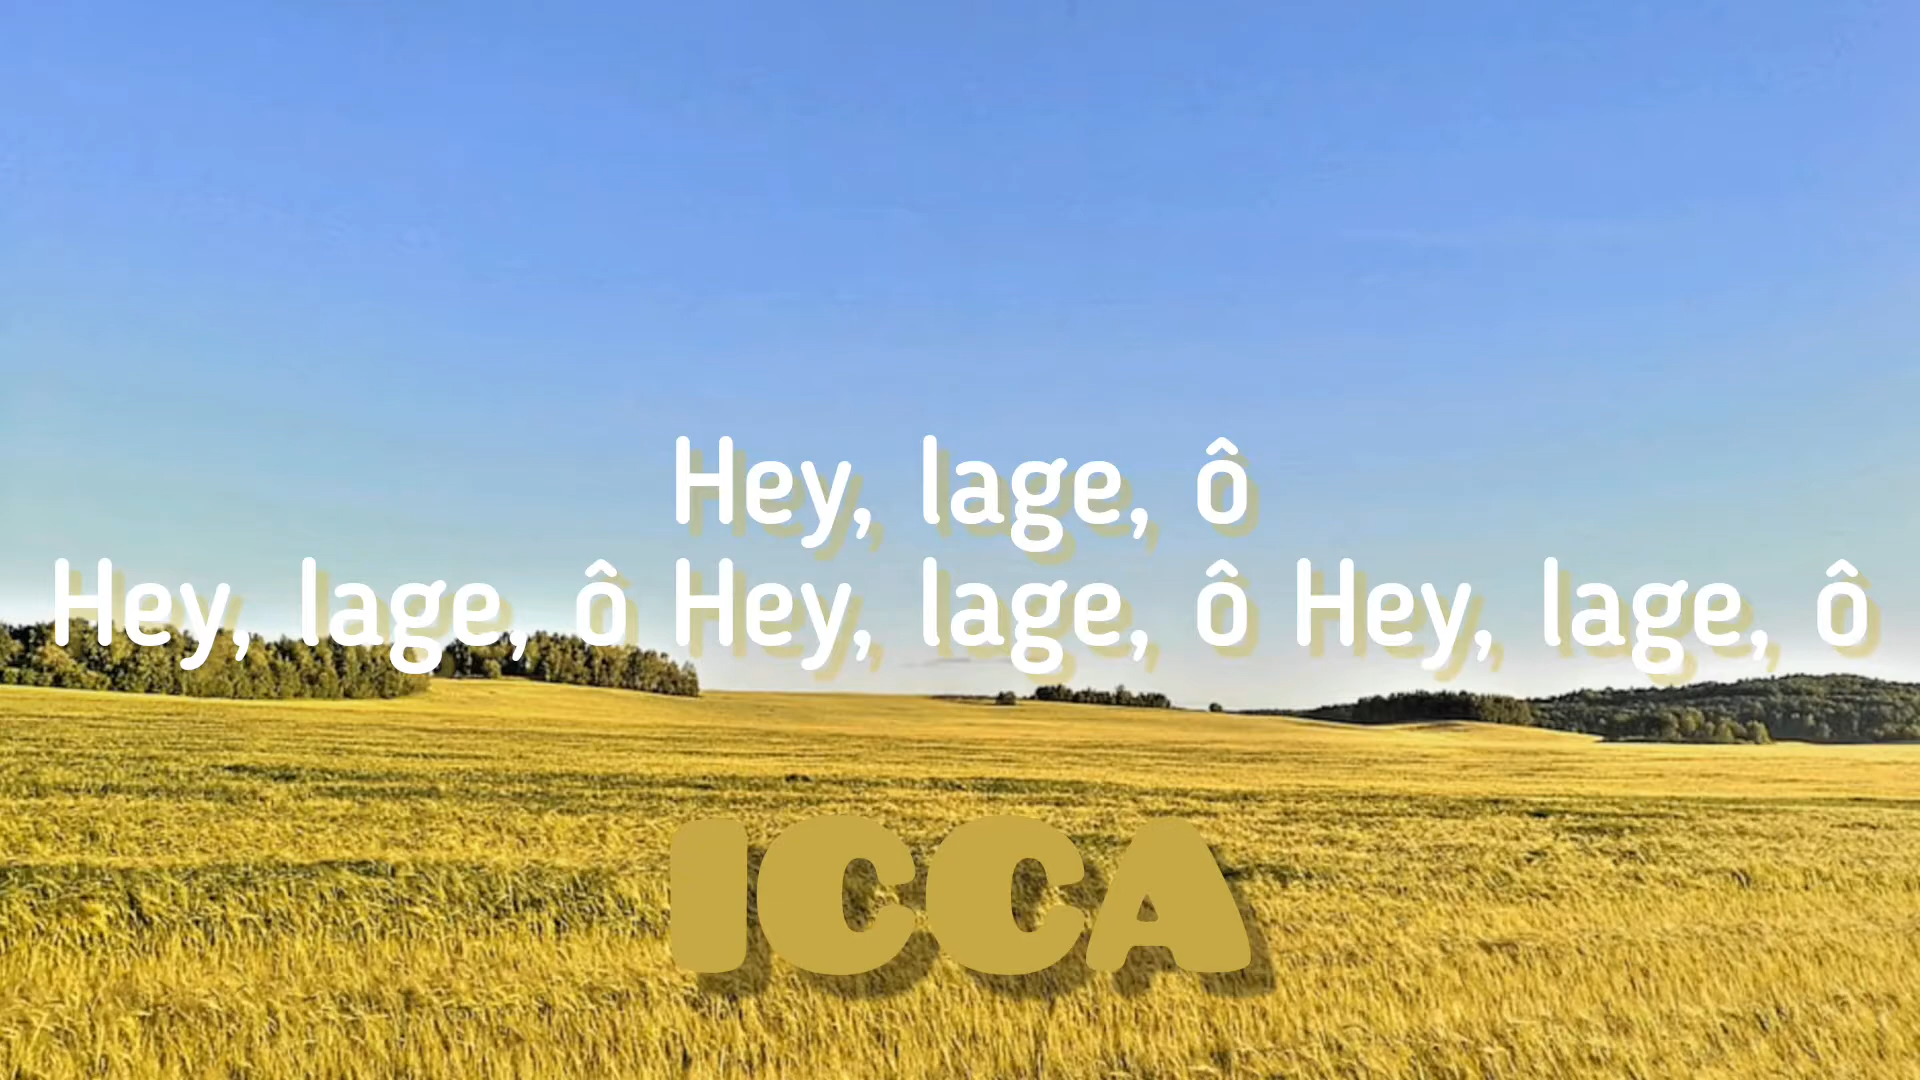 Hey, lage, ô
Hey, lage, ô Hey, lage, ô Hey, lage, ô
ICCA